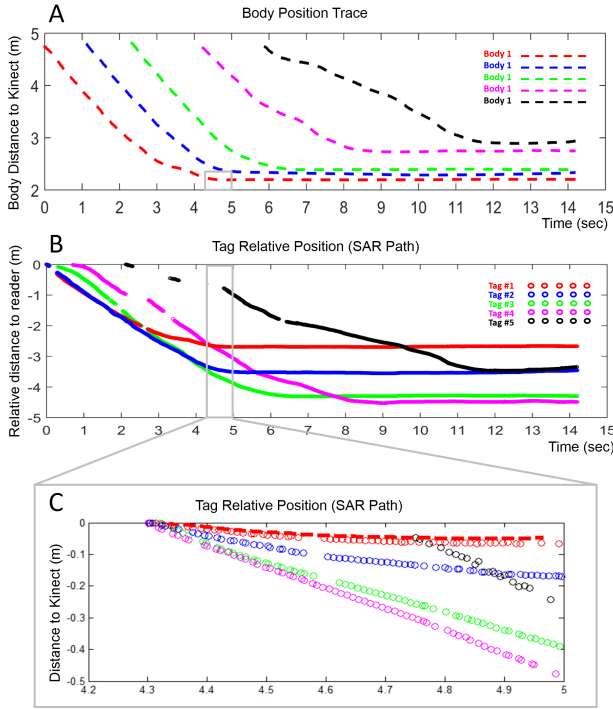 A
Body Position Trace
Body Distance to Kinect (m)
5
4
3
2
Body 1
Body 1
Body 1
Body 1
Body 1
0 1 2 3 4 5 6 7 8 9 10 11 12 13 14 15
Time (sec)
B
Tag Relative Position (SAR Path)
Relative distance to reader (m)
0
-1
-2
-3
-4
-5
Tag #1
Tag #2
Tag #3
Tag #4
Tag #5
0 1 2 3 4 5 6 7 8 9 10 11 12 13 14 15
Time (sec)
C
Tag Relative Position (SAR Path)
Distance to Kinect (m)
0
-0.1
-0.2
-0.3
-0.4
-0.5
4.2 4.3 4.4 4.5 4.6 4.7 4.8 4.9 5